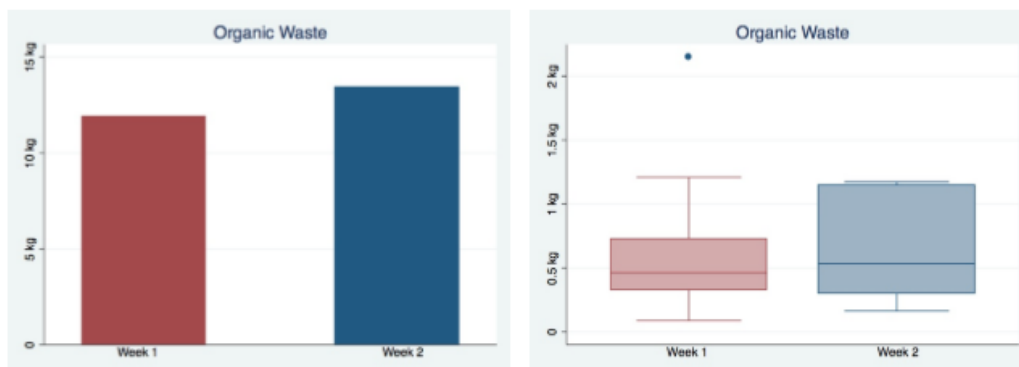 Organic Waste
15 kg
10 kg
5 kg
0
Week 1
Week 2
Organic Waste
2 kg
1.5 kg
1 kg
0.5 kg
0
Week 1
Week 2